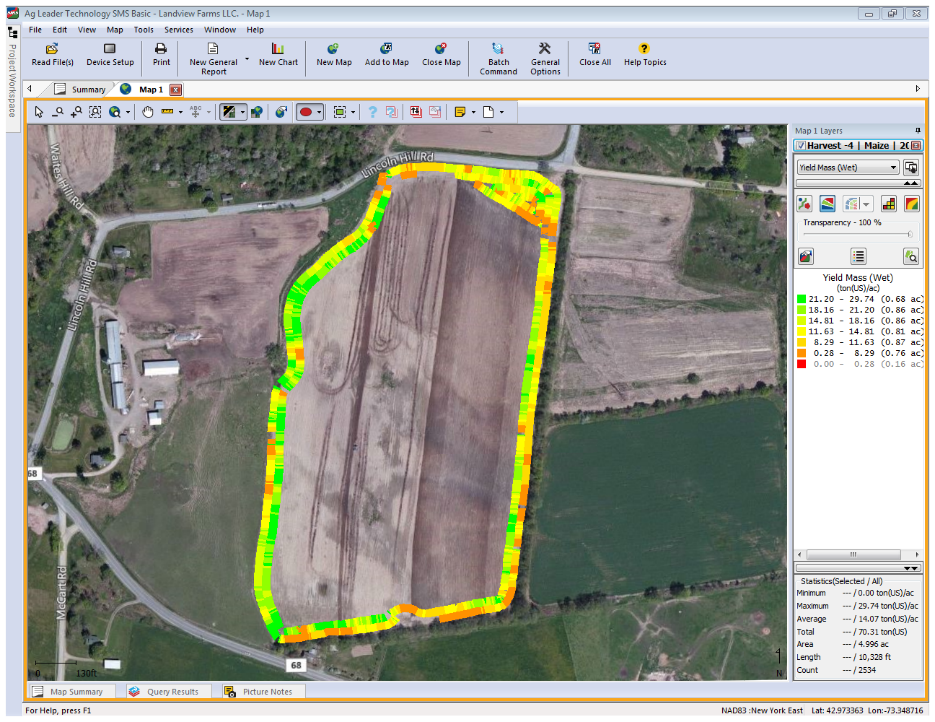 Ag Leader Technology SMS Basic - Landview Farms LLC. - Map 1
File Edit View Map Tools Services Window Help
Read File(s) Device Setup Print New General Report New Chart New Map Add to Map Close Map Batch Command General Options Close All Help Topics
Project Workspace
Summary Map 1
ABC
Map 1 Layers
Harvest -4 | Maize | 20
Yield Mass (Wet)
Transparency - 100 %
Yield Mass (Wet)
(ton(US)/ac)
21.20 - 29.74 (0.68 ac)
18.16 - 21.20 (0.86 ac)
14.81 - 18.16 (0.86 ac)
11.63 - 14.81 (0.81 ac)
8.29 - 11.63 (0.87 ac)
0.28 - 8.29 (0.76 ac)
0.00 - 0.28 (0.16 ac)
Statistics(Selected / All)
Minimum --- / 0.00 ton(US)/ac
Maximum --- / 29.74 ton(US)/ac
Average --- / 14.07 ton(US)/ac
Total --- / 70.31 ton(US)
Area --- / 4.996 ac
Length --- / 10,328 ft
Count --- / 2534
Waites Hill Rd
Lincoln Hill Rd
Lincoln Hill Rd
68
McCart Rd
68
0 130ft
N
Map Summary Query Results Picture Notes
For Help, press F1
NAD83 :New York East Lat: 42.973363 Lon:-73.348716